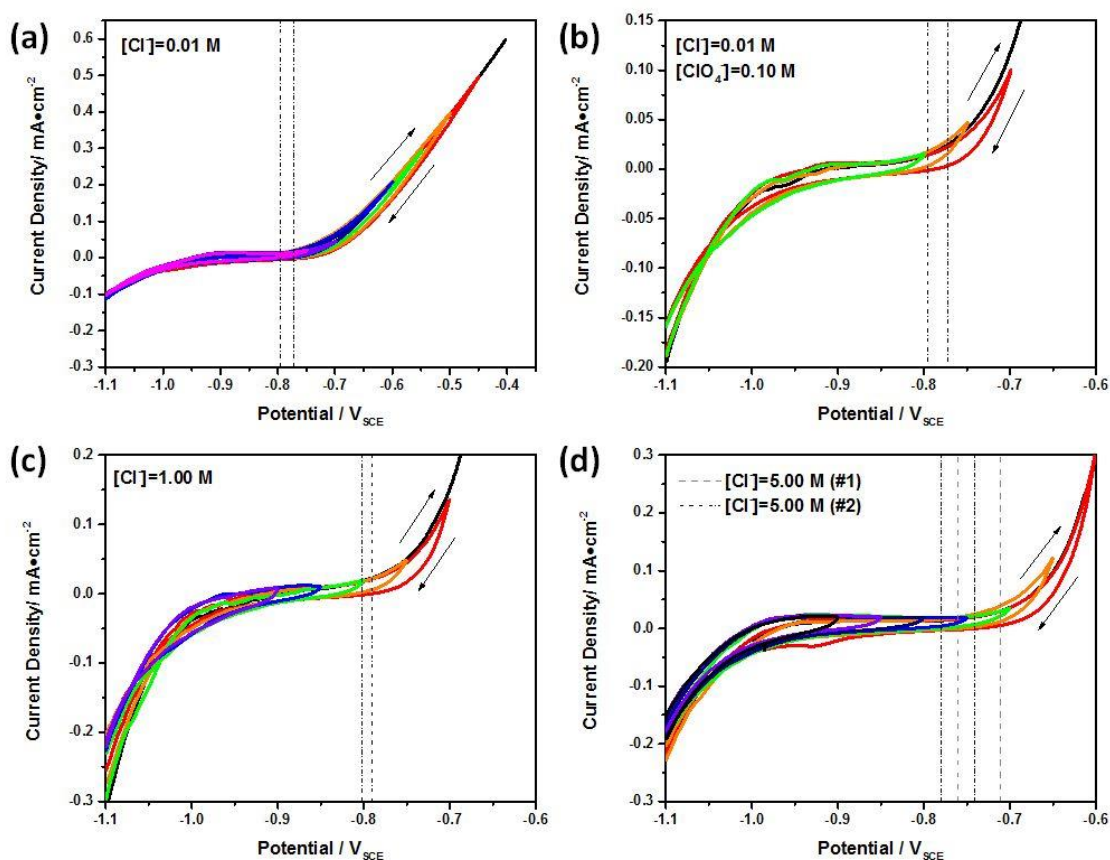 (a)
[Cl-]=0.01 M
Current Density/ mA•cm-2
0.6
0.5
0.4
0.3
0.2
0.1
0.0
-0.1
-0.2
-0.3
-1.1 -1.0 -0.9 -0.8 -0.7 -0.6 -0.5 -0.4
Potential / VSCE
(b)
[Cl-]=0.01 M
[ClO4-]=0.10 M
Current Density/ mA•cm-2
0.15
0.10
0.05
0.00
-0.05
-0.10
-0.15
-0.20
-1.1 -1.0 -0.9 -0.8 -0.7 -0.6
Potential / VSCE
(c)
[Cl-]=1.00 M
Current Density/ mA•cm-2
0.2
0.1
0.0
-0.1
-0.2
-0.3
-1.1 -1.0 -0.9 -0.8 -0.7 -0.6
Potential / VSCE
(d)
[Cl-]=5.00 M (#1)
[Cl-]=5.00 M (#2)
Current Density/ mA•cm-2
0.3
0.2
0.1
0.0
-0.1
-0.2
-0.3
-1.1 -1.0 -0.9 -0.8 -0.7 -0.6
Potential / VSCE